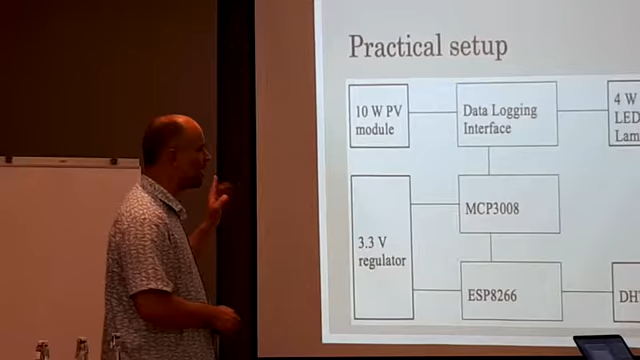 Practical setup
10 W PV
module
Data Logging
Interface
4 W
LED
Lam
3.3 V
regulator
MCP3008
ESP8266
DH